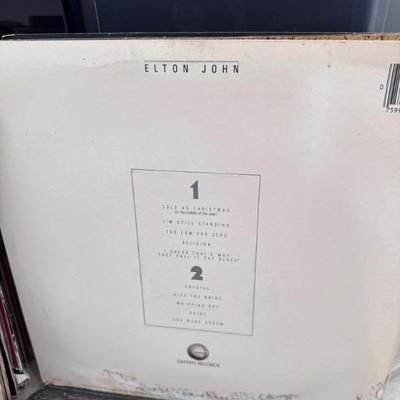 ELTON JOHN
0
7599
1
COLD AS CHRISTMAS
(in the middle of the year)
I'M STILL STANDING
TOO LOW FOR ZERO
RELIGION
"I GUESS THAT'S WHY
THEY CALL IT THE BLUES"
2
CRYSTAL
KISS THE BRIDE
WHIPPING BOY
SAINT
ONE MORE ARROW
GEFFEN RECORDS